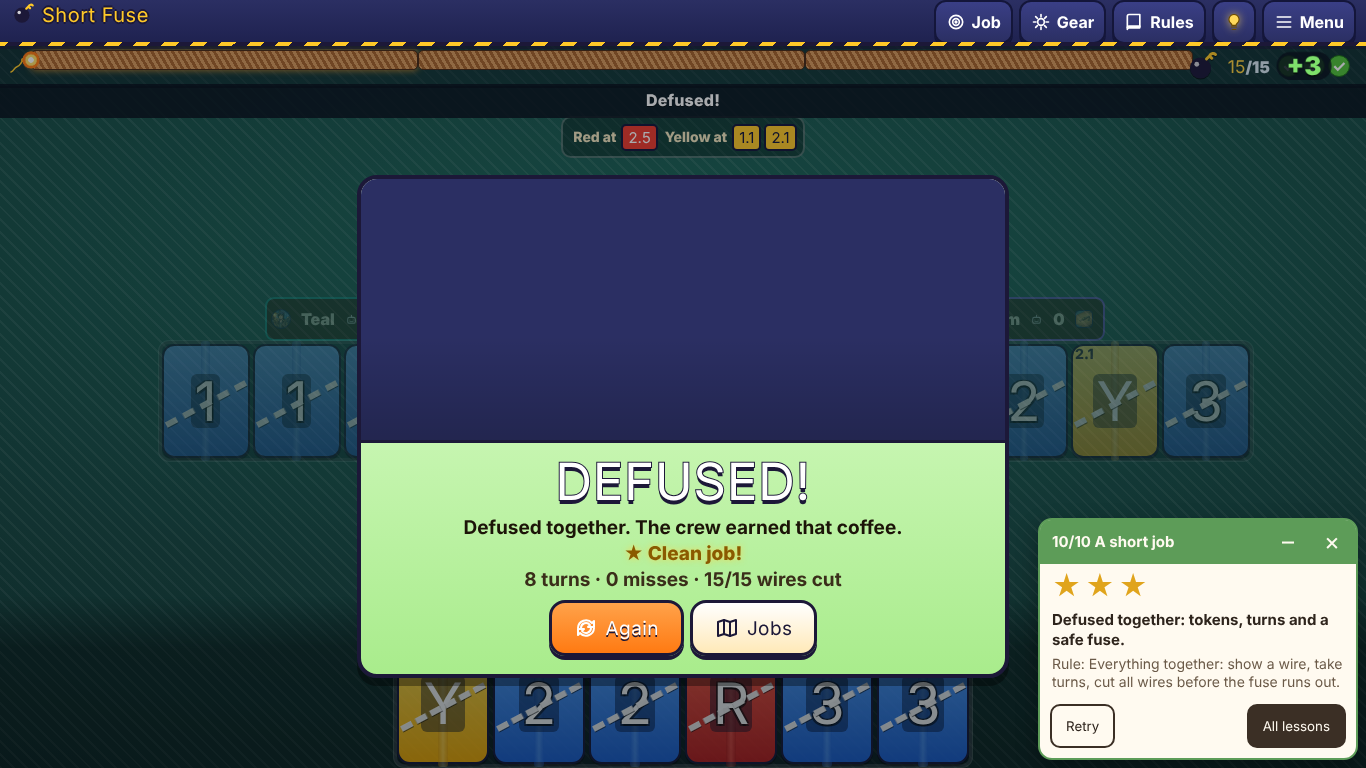 Short Fuse
Job
Gear
Rules
Menu
15/15
+3
Defused!
Red at 2.5 Yellow at 1.1 2.1
Teal
m 0
1 1
2 2.1 Y 3
DEFUSED!
Defused together. The crew earned that coffee.
★ Clean job!
8 turns · 0 misses · 15/15 wires cut
Again
Jobs
Y 2 2 R 3 3
10/10 A short job
Defused together: tokens, turns and a
safe fuse.
Rule: Everything together: show a wire, take
turns, cut all wires before the fuse runs out.
Retry
All lessons